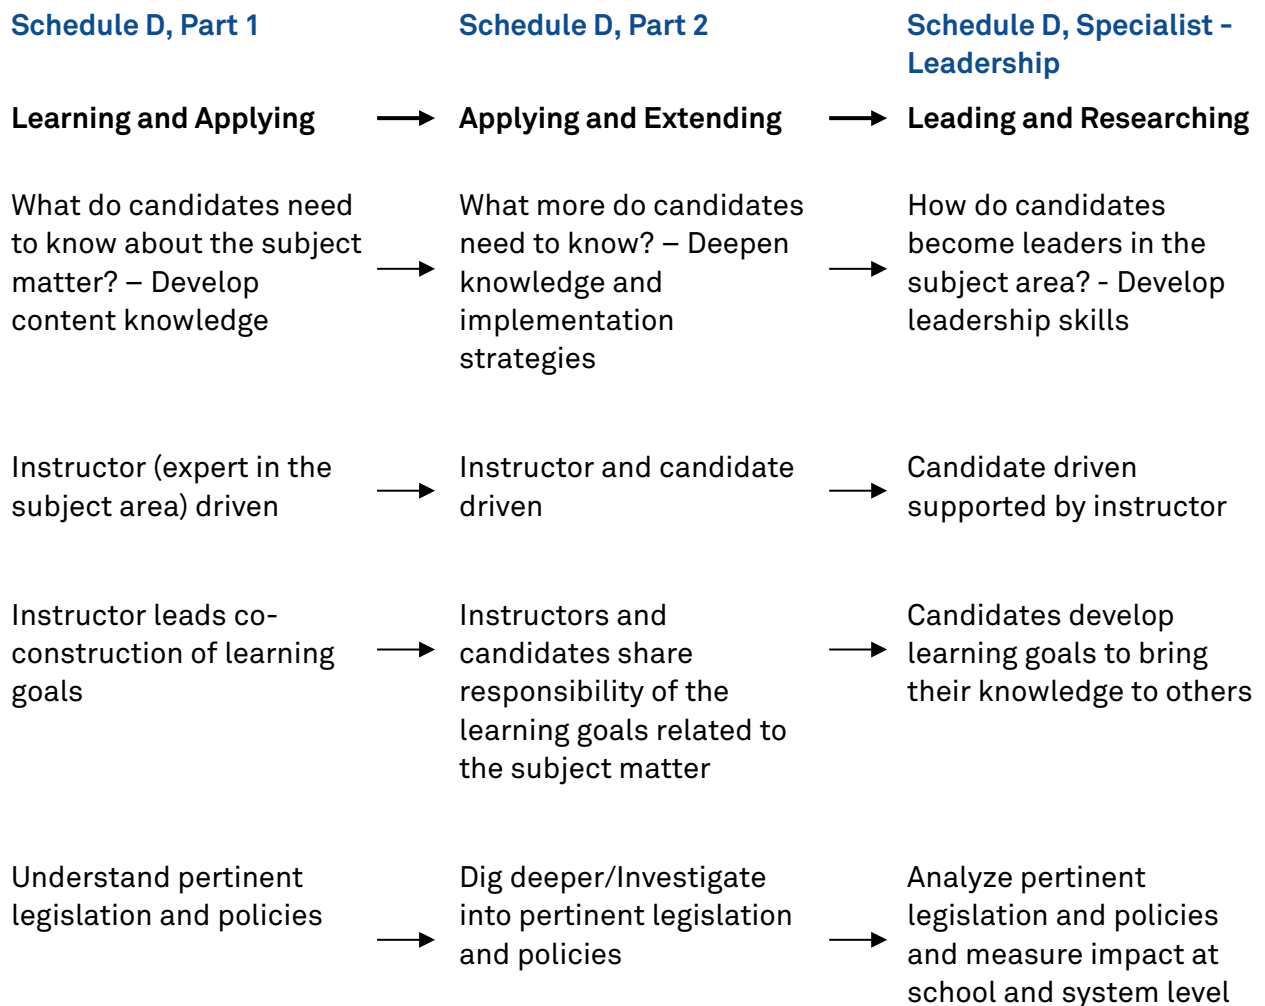 Schedule D, Part 1
Schedule D, Part 2
Schedule D, Specialist -
Leadership
Learning and Applying
Applying and Extending
Leading and Researching
What do candidates need
to know about the subject
matter? – Develop
content knowledge
What more do candidates
need to know? – Deepen
knowledge and
implementation
strategies
How do candidates
become leaders in the
subject area? - Develop
leadership skills
Instructor (expert in the
subject area) driven
Instructor and candidate
driven
Candidate driven
supported by instructor
Instructor leads co-
construction of learning
goals
Instructors and
candidates share
responsibility of the
learning goals related to
the subject matter
Candidates develop
learning goals to bring
their knowledge to others
Understand pertinent
legislation and policies
Dig deeper/Investigate
into pertinent legislation
and policies
Analyze pertinent
legislation and policies
and measure impact at
school and system level